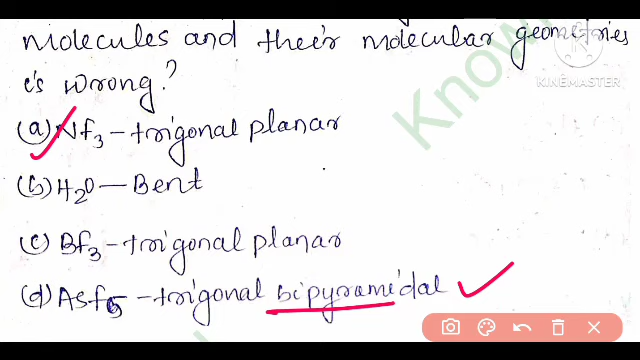 molecules and their molecular geometries
is wrong?
(a) NF3 - trigonal planar
(b) H2O - Bent
(c) BF3 - trigonal planar
(d) AsF5 - trigonal bipyramidal
Know
KINEMASTER